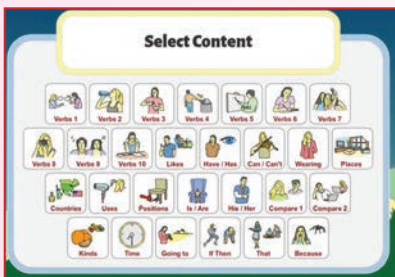 Select Content
Verbs 1 Verbs 2 Verbs 3 Verbs 4 Verbs 5 Verbs 6 Verbs 7
Verbs 8 Verbs 9 Verbs 10 Likes Have / Has Can / Can't Wearing Places
Countries Uses Positions Is / Are His / Her Compare 1 Compare 2
Kinds Time Going to If Then That Because